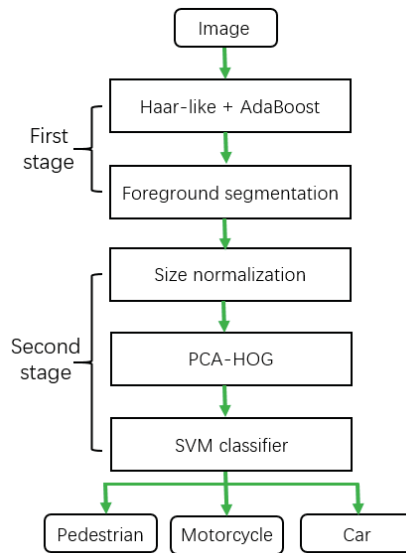 Image
Haar-like + AdaBoost
First
stage
Foreground segmentation
Size normalization
Second
stage
PCA-HOG
SVM classifier
Pedestrian
Motorcycle
Car